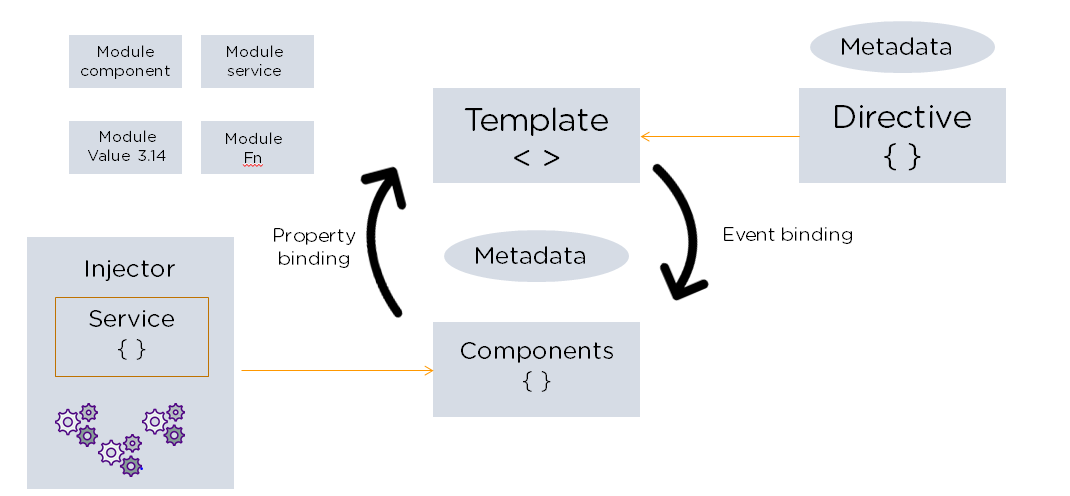 Module
component
Module
service
Module
Value 3.14
Module
Fn
Metadata
Template
< >
Directive
{ }
Property
binding
Metadata
Event binding
Injector
Service
{ }
Components
{ }